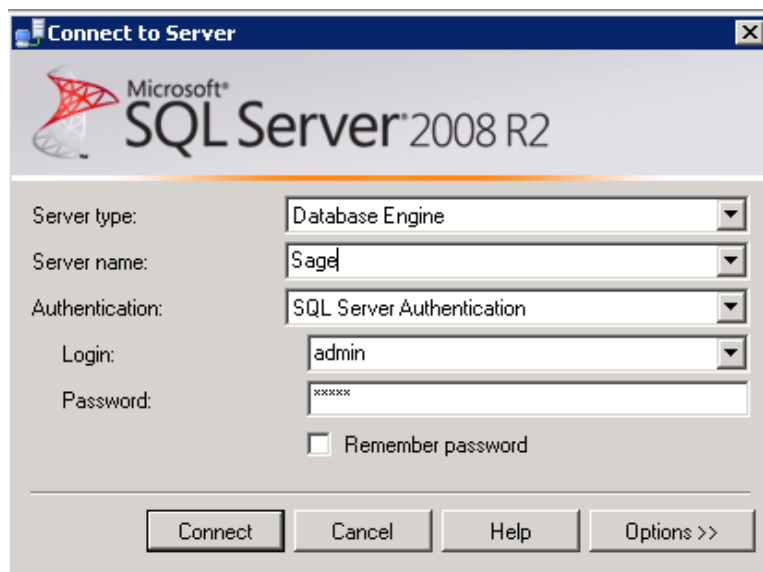 Connect to Server
Microsoft®
SQL Server® 2008 R2
Server type: Database Engine
Server name: Sage
Authentication: SQL Server Authentication
Login: admin
Password: *****
Remember password
Connect Cancel Help Options >>